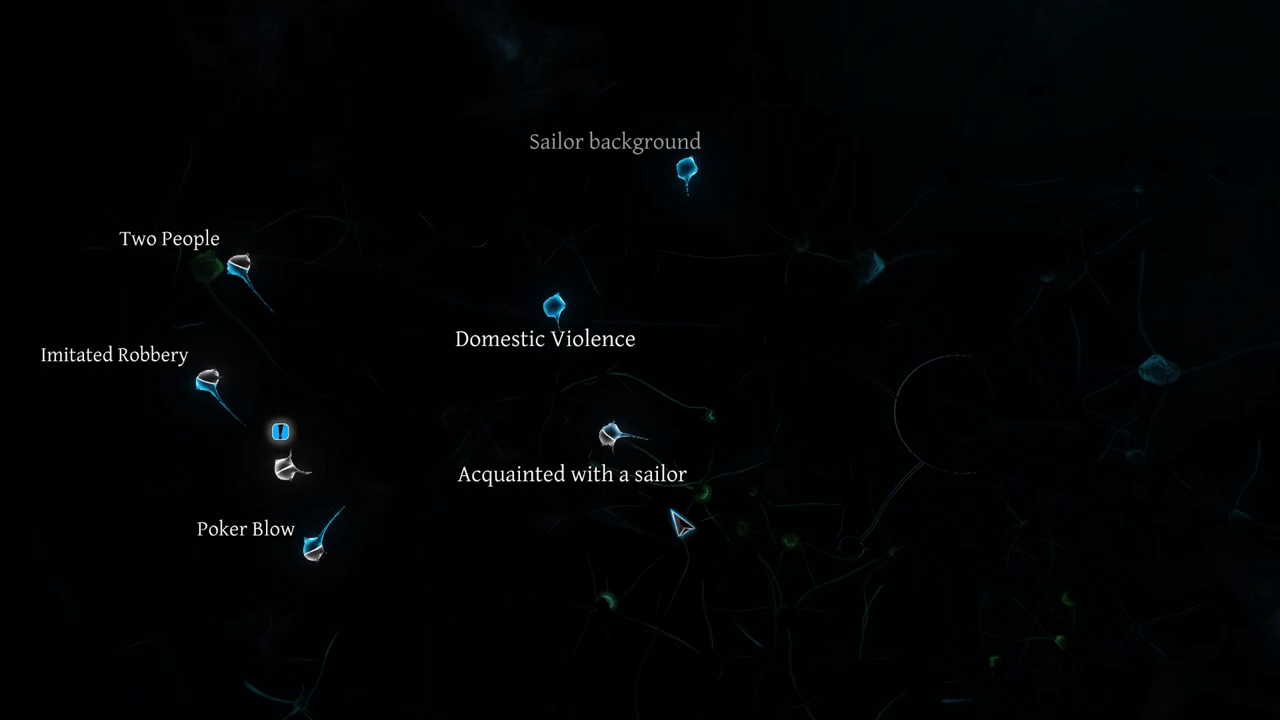 Sailor background
Two People
Domestic Violence
Imitated Robbery
!
Acquainted with a sailor
Poker Blow